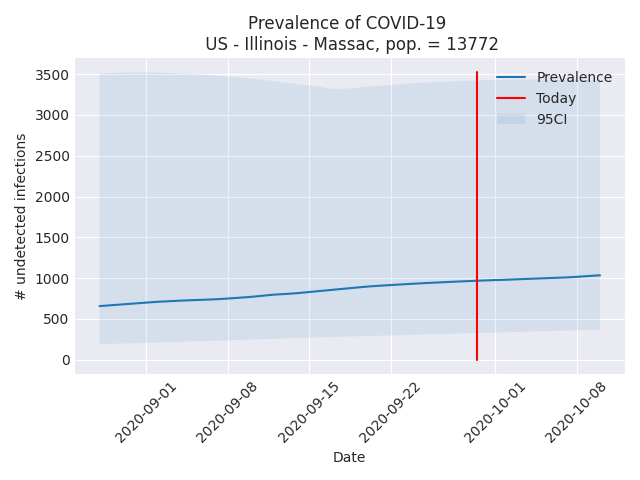 Prevalence of COVID-19
US - Illinois - Massac, pop. = 13772
3500
3000
2500
2000
1500
1000
500
0
# undetected infections
Prevalence
Today
95CI
2020-09-01
2020-09-08
2020-09-15
2020-09-22
2020-10-01
2020-10-08
Date